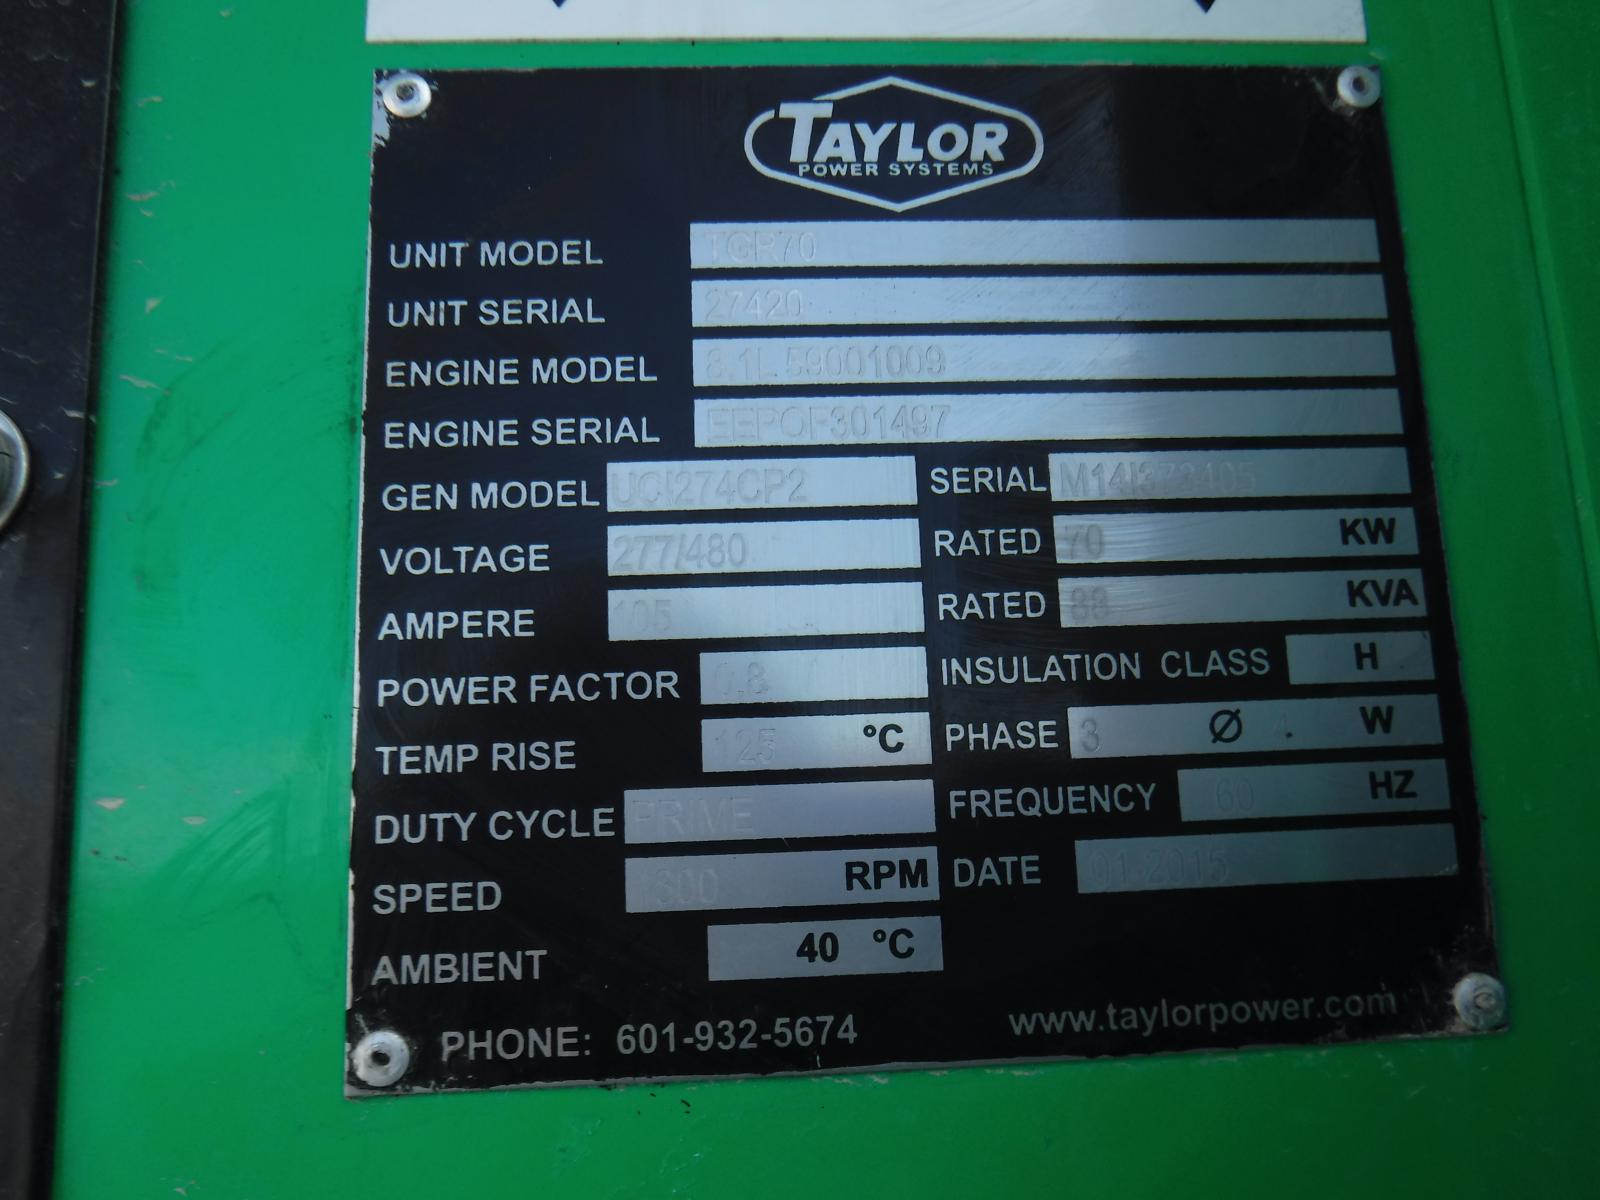 TAYLOR
POWER SYSTEMS
UNIT MODEL TGR70
UNIT SERIAL 27420
ENGINE MODEL 8.1L 59001009
ENGINE SERIAL EEPOF301497
GEN MODEL UCI274CP2 SERIAL M14I373405
VOLTAGE 277/480 RATED 70 KW
AMPERE 105 RATED 88 KVA
POWER FACTOR 0.8 INSULATION CLASS H
TEMP RISE 125 °C PHASE 3 Ø 4 W
DUTY CYCLE PRIME FREQUENCY 60 HZ
SPEED 1800 RPM DATE 01-2015
AMBIENT 40 °C
PHONE: 601-932-5674 www.taylorpower.com